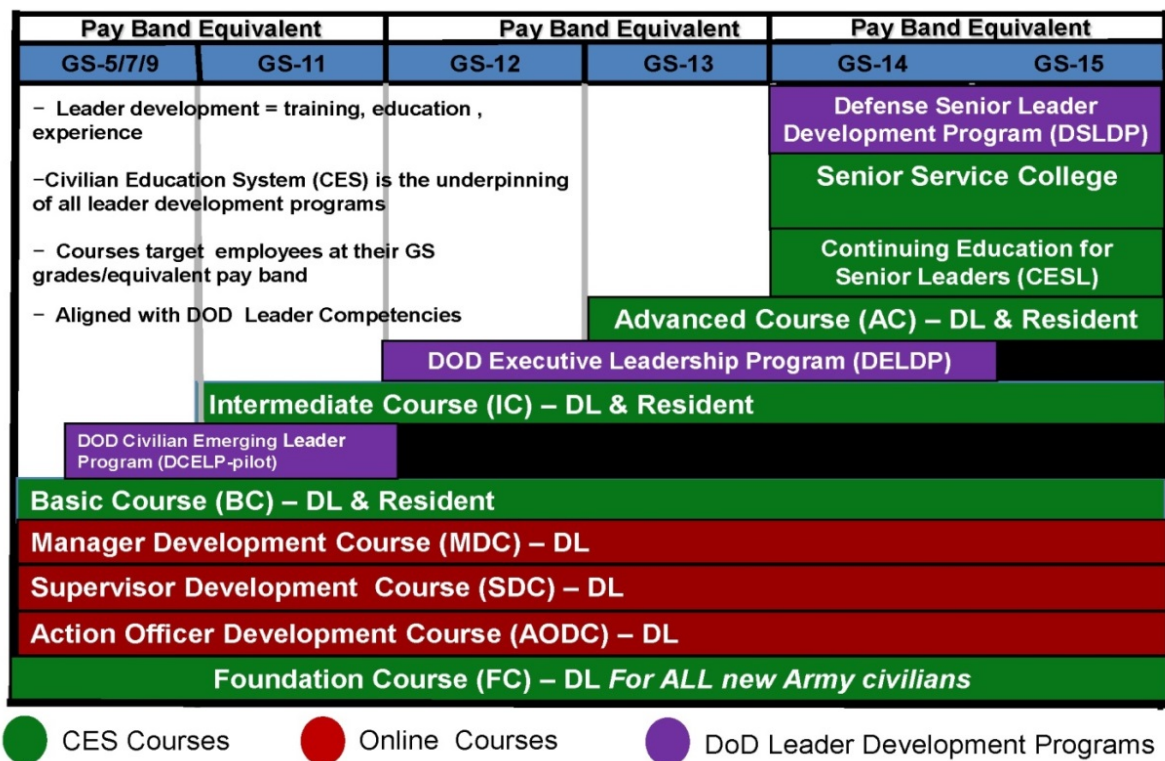 Pay Band Equivalent
Pay Band Equivalent
Pay Band Equivalent
GS-5/7/9
GS-11
GS-12
GS-13
GS-14
GS-15
– Leader development = training, education ,
experience
–Civilian Education System (CES) is the underpinning
of all leader development programs
– Courses target employees at their GS
grades/equivalent pay band
– Aligned with DOD Leader Competencies
Defense Senior Leader
Development Program (DSLDP)
Senior Service College
Continuing Education for
Senior Leaders (CESL)
Advanced Course (AC) – DL & Resident
DOD Executive Leadership Program (DELDP)
Intermediate Course (IC) – DL & Resident
DOD Civilian Emerging Leader
Program (DCELP-pilot)
Basic Course (BC) – DL & Resident
Manager Development Course (MDC) – DL
Supervisor Development Course (SDC) – DL
Action Officer Development Course (AODC) – DL
Foundation Course (FC) – DL For ALL new Army civilians
CES Courses
Online Courses
DoD Leader Development Programs